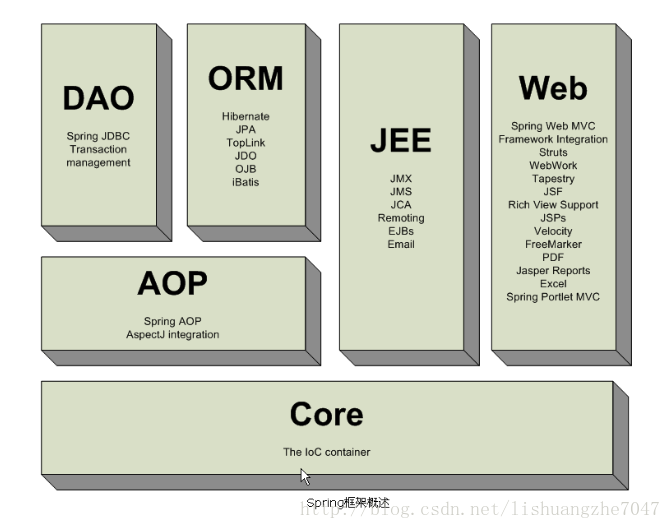 DAO
Spring JDBC
Transaction
management
ORM
Hibernate
JPA
TopLink
JDO
OJB
iBatis
JEE
JMX
JMS
JCA
Remoting
EJBs
Email
Web
Spring Web MVC
Framework Integration
Struts
WebWork
Tapestry
JSF
Rich View Support
JSPs
Velocity
FreeMarker
PDF
Jasper Reports
Excel
Spring Portlet MVC
AOP
Spring AOP
AspectJ integration
Core
The IoC container
Spring框架概述
http://blog.csdn.net/lishuangzhe7047